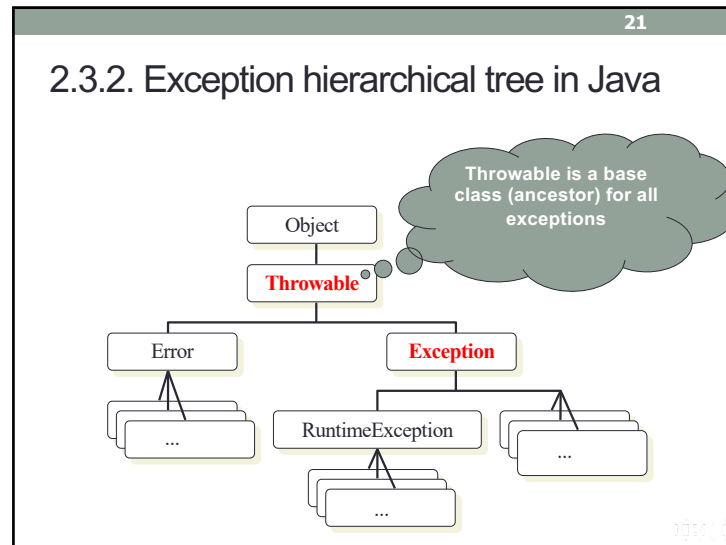 21
2.3.2. Exception hierarchical tree in Java
Throwable is a base
class (ancestor) for all
exceptions
Object
Throwable
Error
Exception
...
RuntimeException
...
...